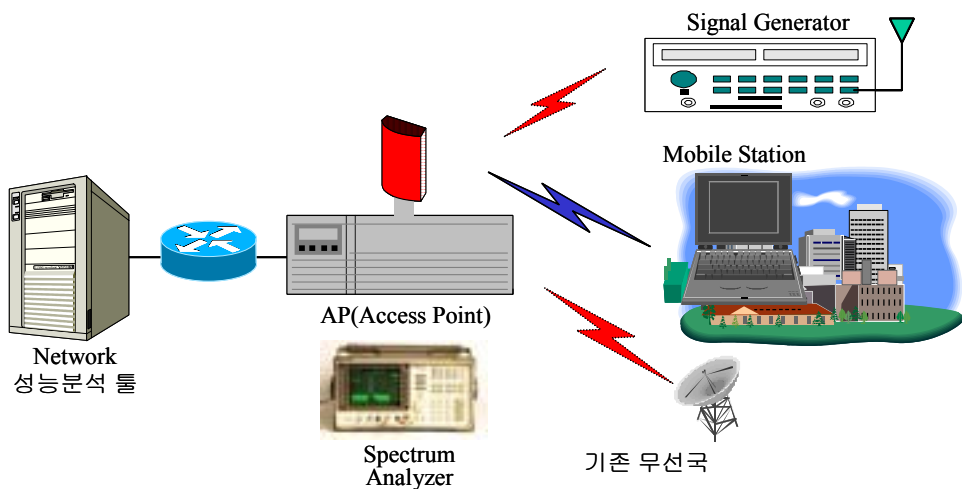 Signal Generator
Mobile Station
AP(Access Point)
Network
성능분석 툴
Spectrum
Analyzer
기존 무선국